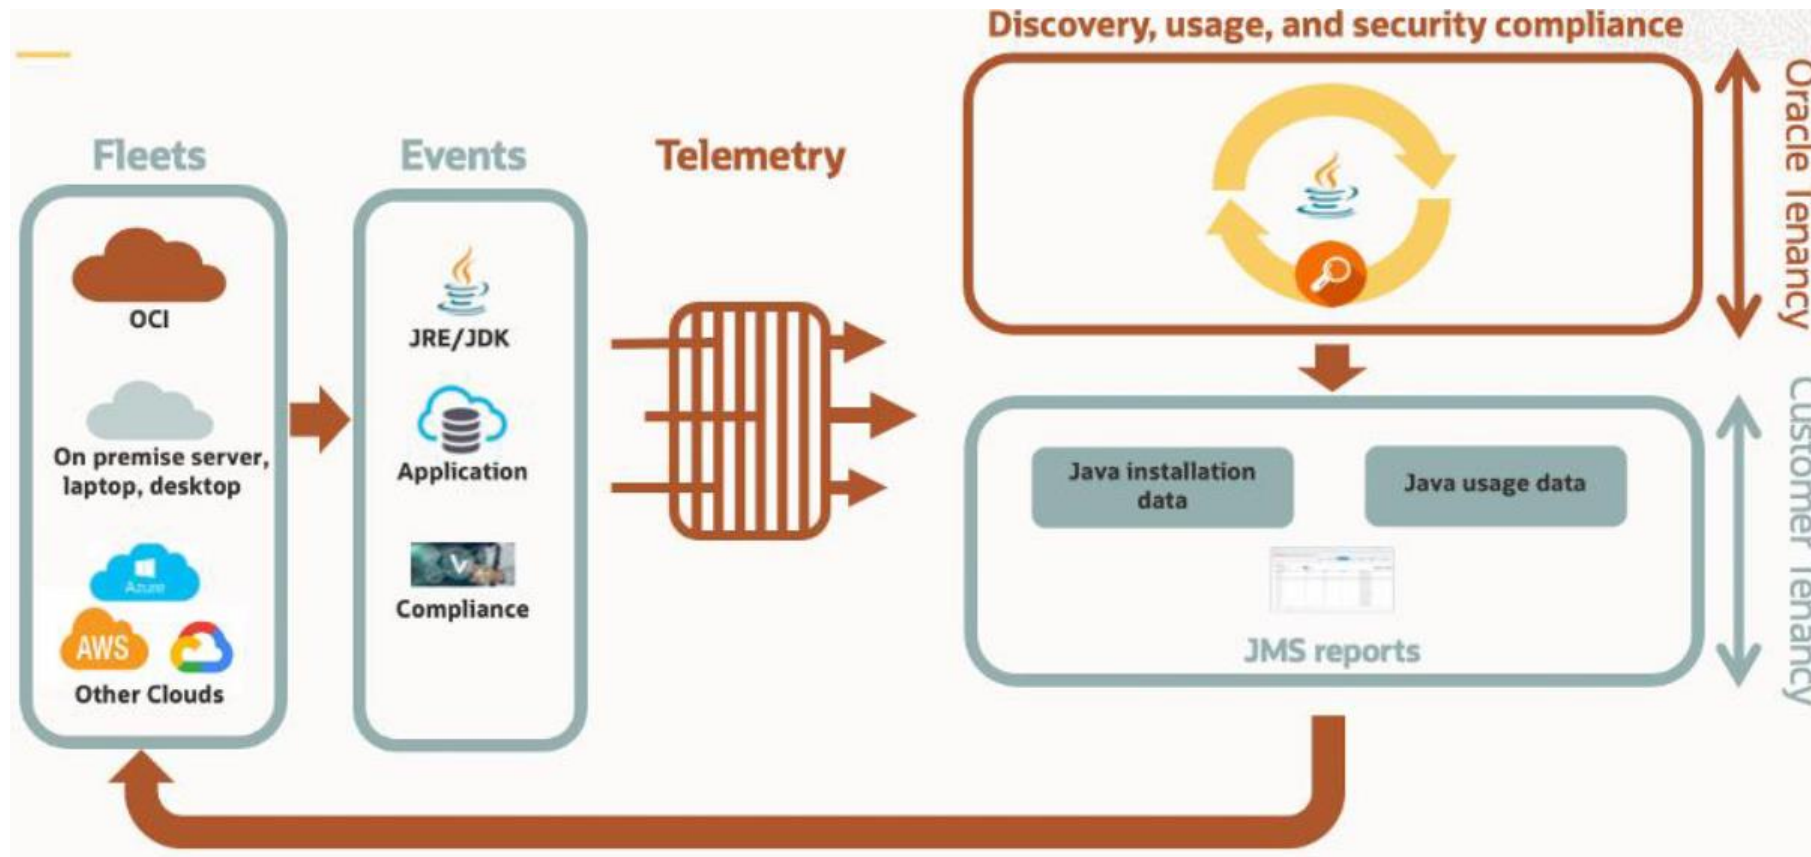 Discovery, usage, and security compliance
Oracle Tenancy
Fleets
OCI
On premise server,
laptop, desktop
Azure
AWS
Other Clouds
Events
JRE/JDK
Application
V
Compliance
Telemetry
Java installation
data
Java usage data
JMS reports
Customer Tenancy